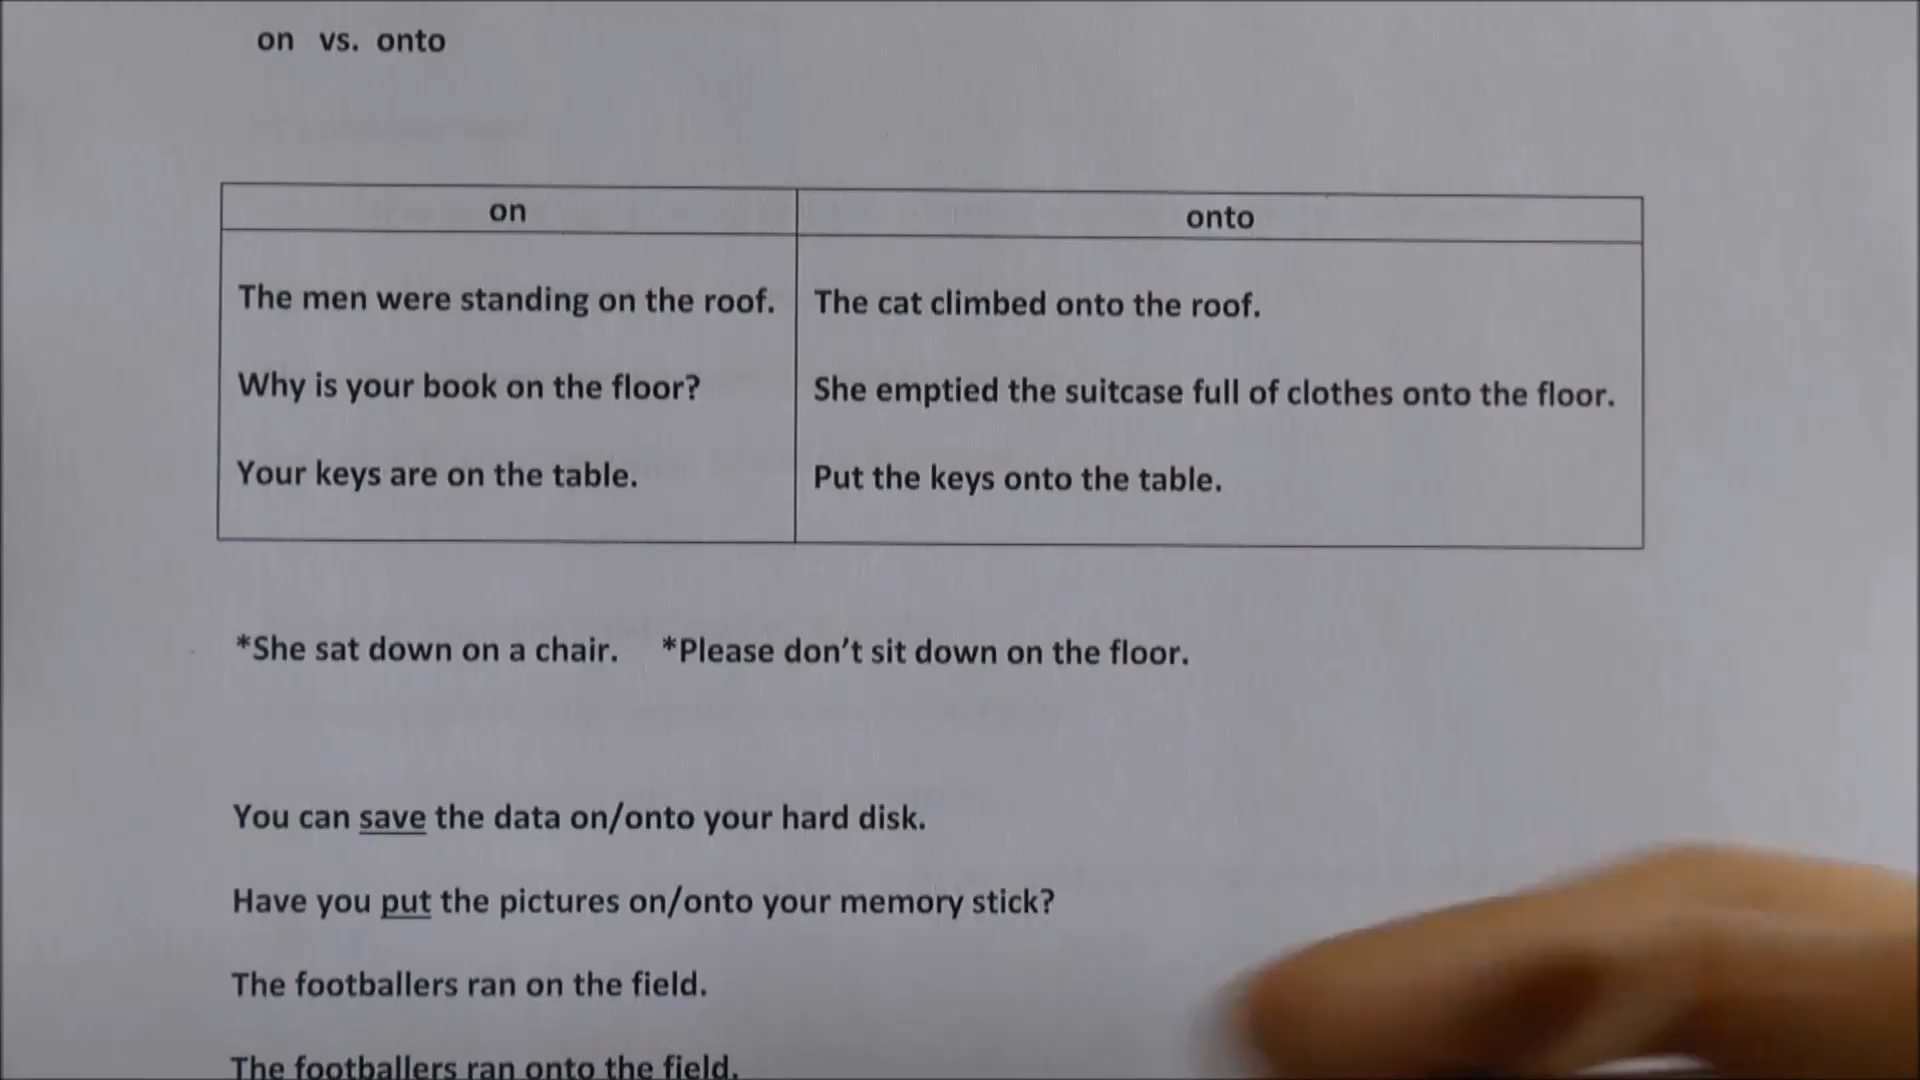 on vs. onto
on onto
The men were standing on the roof. The cat climbed onto the roof.
Why is your book on the floor? She emptied the suitcase full of clothes onto the floor.
Your keys are on the table. Put the keys onto the table.
*She sat down on a chair. *Please don’t sit down on the floor.
You can save the data on/onto your hard disk.
Have you put the pictures on/onto your memory stick?
The footballers ran on the field.
The footballers ran onto the field.